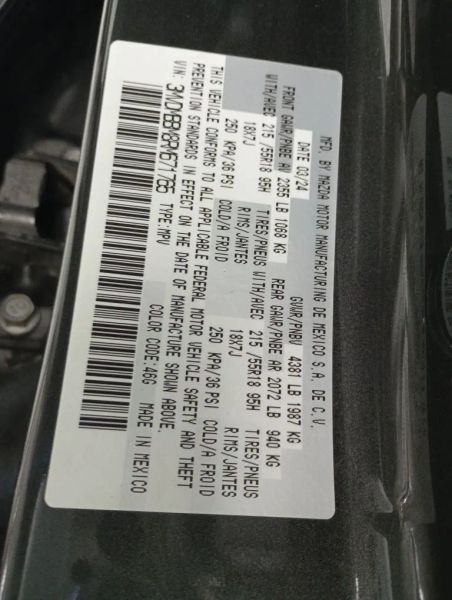 MFD. BY MAZDA MOTOR MANUFACTURING DE MEXICO S.A. DE C.V.
DATE 03/24 GVWR/PNBV 4381 LB 1987 KG
FRONT GAWR/PNBE AV 2355 LB 1068 KG REAR GAWR/PNBE AR 2072 LB 940 KG
WITH/AVEC 215 /55R18 95H TIRES/PNEUS WITH/AVEC 215 /55R18 95H TIRES/PNEUS
18X7J RIMS/JANTES 18X7J RIMS/JANTES
250 KPA/36 PSI COLD/A FROID 250 KPA/36 PSI COLD/A FROID
THIS VEHICLE CONFORMS TO ALL APPLICABLE FEDERAL MOTOR VEHICLE SAFETY AND THEFT
PREVENTION STANDARDS IN EFFECT ON THE DATE OF MANUFACTURE SHOWN ABOVE.
VIN: TYPE:MPV COLOR CODE:46G MADE IN MEXICO